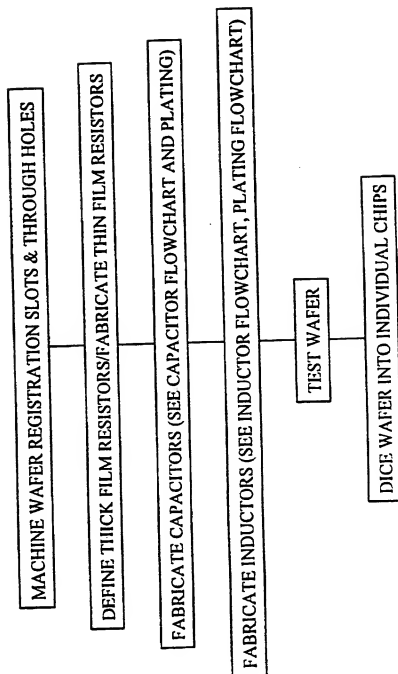 MACHINE WAFER REGISTRATION SLOTS & THROUGH HOLES
DEFINE THICK FILM RESISTORS/FABRICATE THIN FILM RESISTORS
FABRICATE CAPACITORS (SEE CAPACITOR FLOWCHART AND PLATING)
FABRICATE INDUCTORS (SEE INDUCTOR FLOWCHART, PLATING FLOWCHART)
TEST WAFER
DICE WAFER INTO INDIVIDUAL CHIPS